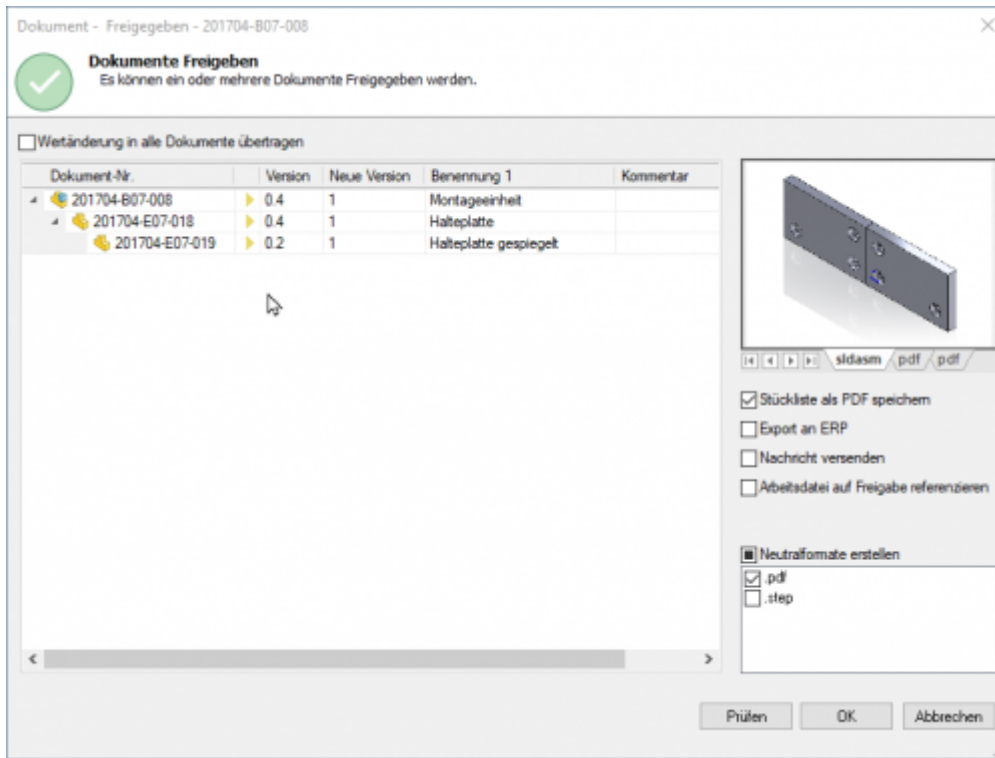 Dokument - Freigegeben - 201704-B07-008
Dokumente Freigeben
Es können ein oder mehrere Dokumente Freigegeben werden.
Wertänderung in alle Dokumente übertragen
Dokument-Nr. Version Neue Version Benennung 1 Kommentar
201704-B07-008 0.4 1 Montageeinheit
201704-E07-018 0.4 1 Halteplatte
201704-E07-019 0.2 1 Halteplatte gespiegelt
sldasm pdf pdf
Stückliste als PDF speichern
Export an ERP
Nachricht versenden
Arbeitsdatei auf Freigabe referenzieren
Neutralformate erstellen
.pdf
.step
Prüfen OK Abbrechen